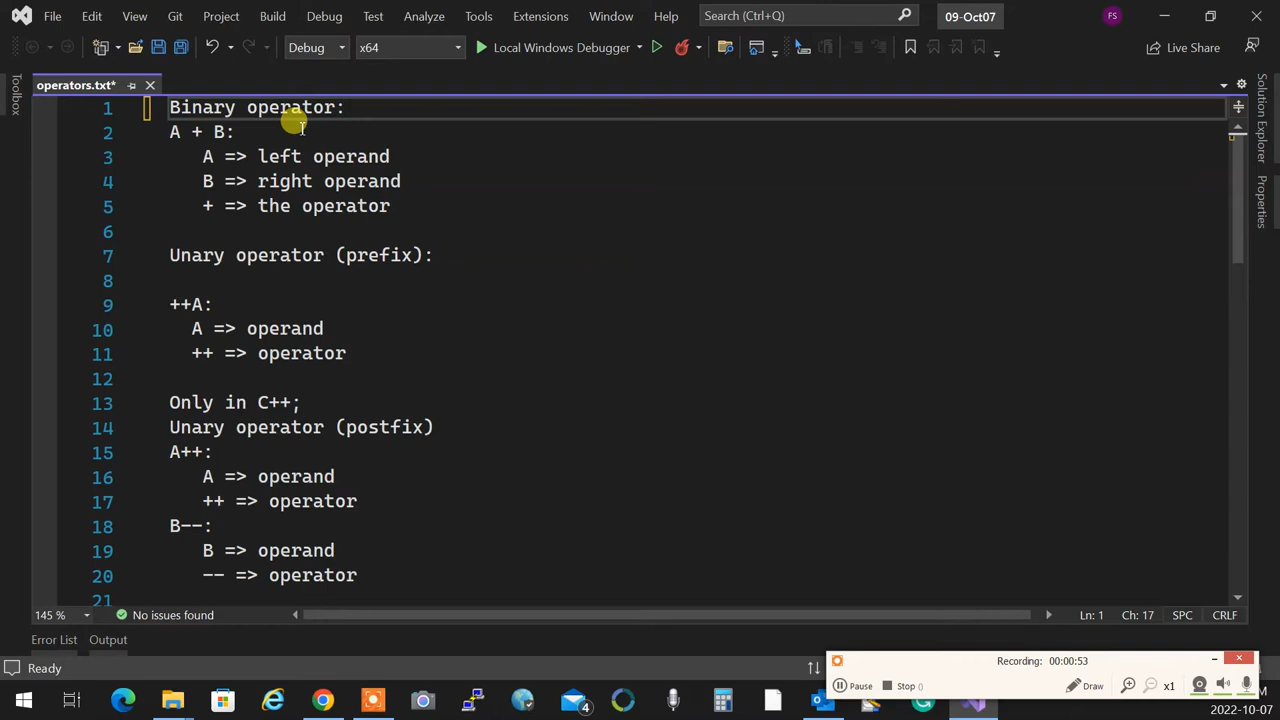 File Edit View Git Project Build Debug Test Analyze Tools Extensions Window Help Search (Ctrl+Q) 09-Oct07 FS
Debug x64 Local Windows Debugger Live Share
operators.txt*
Toolbox
Solution Explorer
Properties
1 Binary operator:
2 A + B:
3 A => left operand
4 B => right operand
5 + => the operator
6
7 Unary operator (prefix):
8
9 ++A:
10 A => operand
11 ++ => operator
12
13 Only in C++;
14 Unary operator (postfix)
15 A++:
16 A => operand
17 ++ => operator
18 B--:
19 B => operand
20 -- => operator
21
145 % No issues found Ln: 1 Ch: 17 SPC CRLF
Error List Output
Ready
Recording: 00:00:53
Pause Stop () Draw x1
4
M
2022-10-07